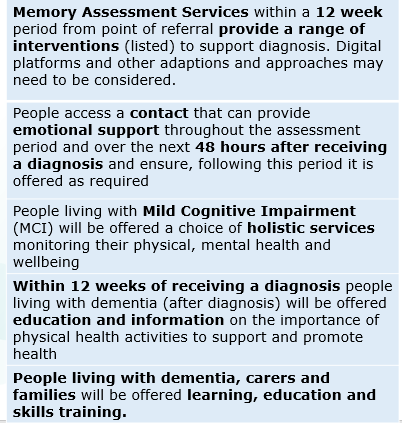 Memory Assessment Services within a 12 week
period from point of referral provide a range of
interventions (listed) to support diagnosis. Digital
platforms and other adaptions and approaches may
need to be considered.
People access a contact that can provide
emotional support throughout the assessment
period and over the next 48 hours after receiving
a diagnosis and ensure, following this period it is
offered as required
People living with Mild Cognitive Impairment
(MCI) will be offered a choice of holistic services
monitoring their physical, mental health and
wellbeing
Within 12 weeks of receiving a diagnosis people
living with dementia (after diagnosis) will be offered
education and information on the importance of
physical health activities to support and promote
health
People living with dementia, carers and
families will be offered learning, education and
skills training.